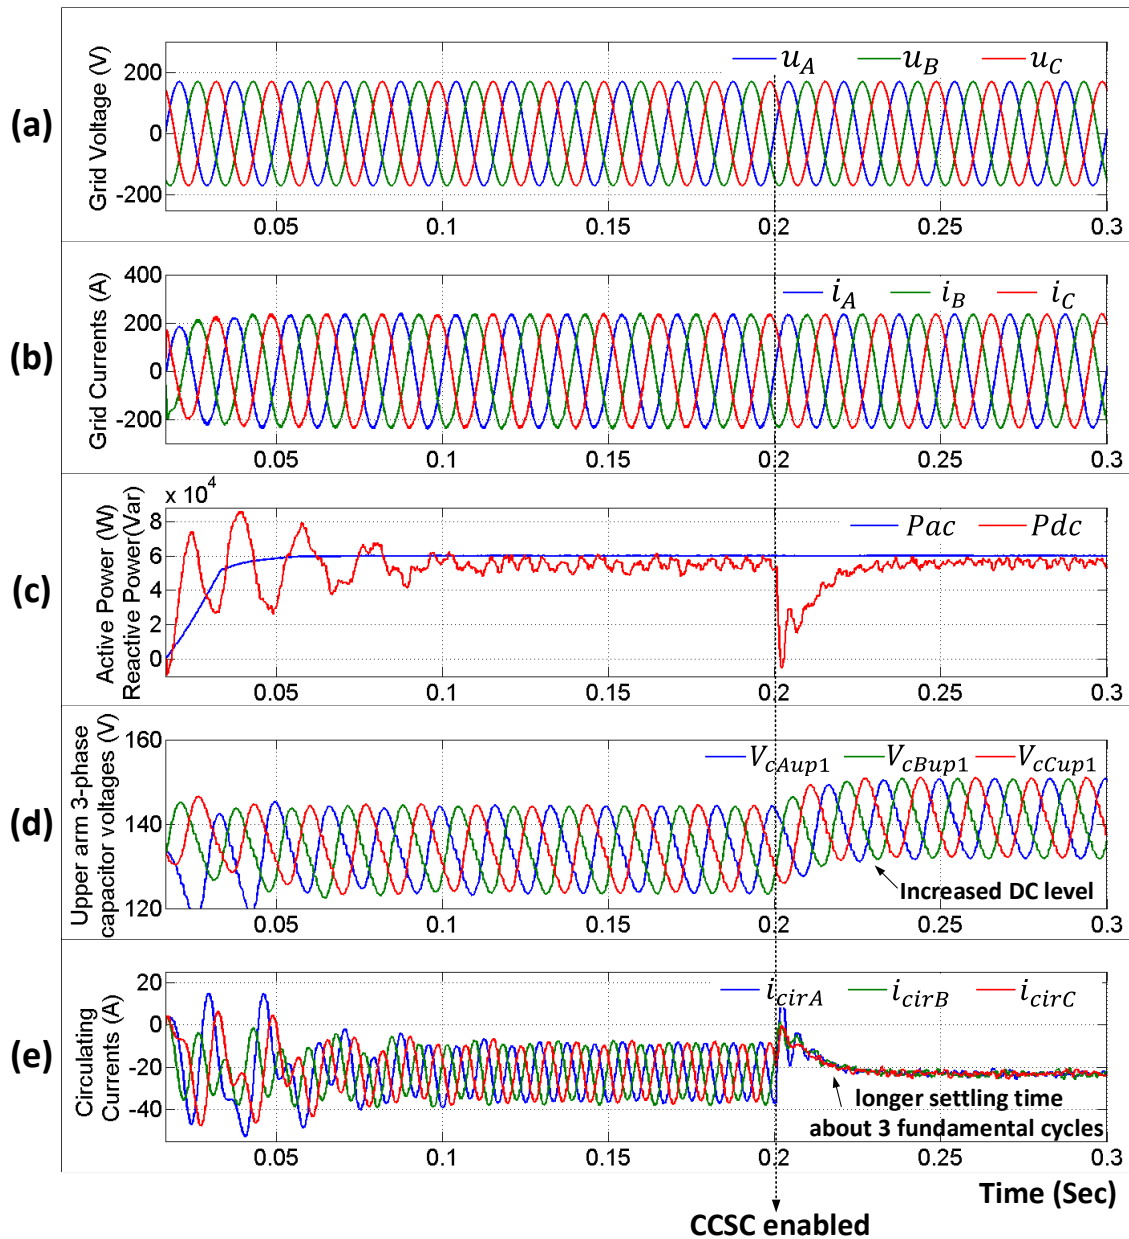 (a)
Grid Voltage (V)
200
0
-200
u_A u_B u_C
0.05 0.1 0.15 0.2 0.25 0.3
(b)
Grid Currents (A)
400
200
0
-200
i_A i_B i_C
0.05 0.1 0.15 0.2 0.25 0.3
(c)
Active Power (W)
Reactive Power(Var)
x 10^4
8
6
4
2
0
Pac Pdc
0.05 0.1 0.15 0.2 0.25 0.3
(d)
Upper arm 3-phase
capacitor voltages (V)
160
140
120
V_cAup1 V_cBup1 V_cCup1
Increased DC level
0.05 0.1 0.15 0.2 0.25 0.3
(e)
Circulating
Currents (A)
20
0
-20
-40
i_cirA i_cirB i_cirC
longer settling time
about 3 fundamental cycles
0.05 0.1 0.15 0.2 0.25 0.3
Time (Sec)
CCSC enabled